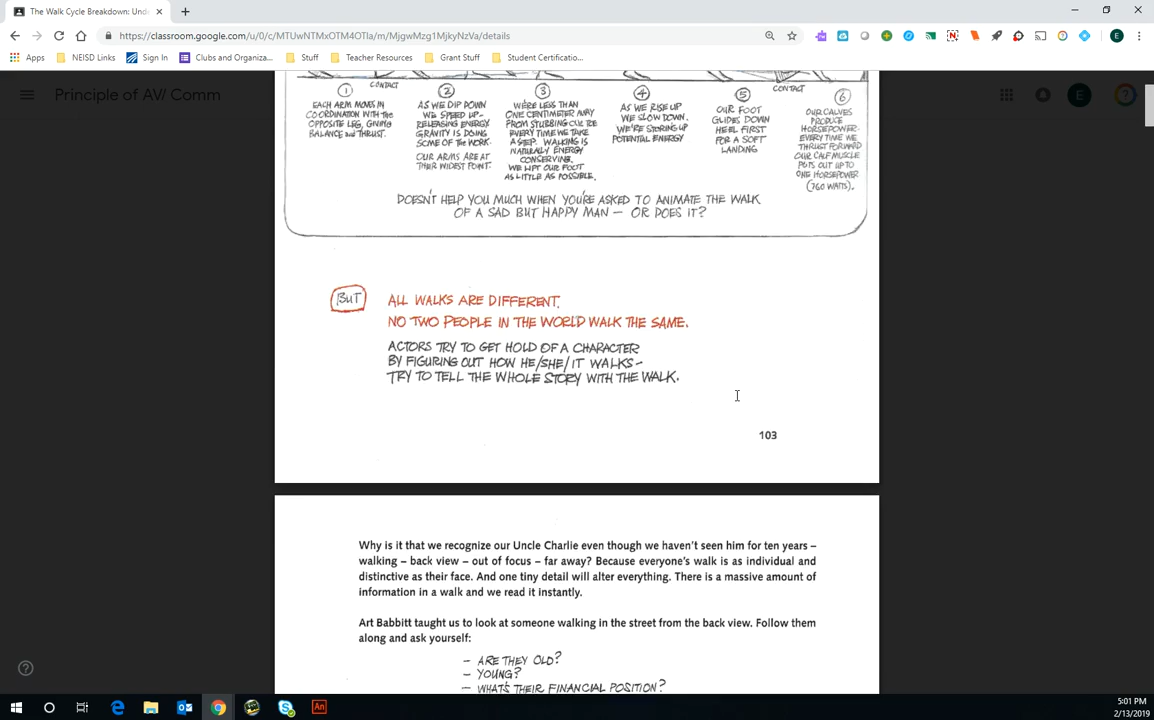 The Walk Cycle Breakdown: Uncle
https://classroom.google.com/u/0/c/MTUwNTMxOTM4OTIa/m/MjgwMzg1MjkyNzVa/details
Apps
NEISD Links
Sign In
Clubs and Organiza...
Stuff
Teacher Resources
Grant Stuff
Student Certificatio...
E
Principle of AV/ Comm
E
CONTACT
CONTACT
1
EACH ARM MOVES IN
COORDINATION WITH THE
OPPOSITE LEG, GIVING
BALANCE and THRUST.
2
AS WE DIP DOWN
WE SPEED UP-
RELEASING ENERGY
GRAVITY IS DOING
SOME OF THE WORK.
OUR ARMS ARE AT
THEIR WIDEST POINT.
3
WE'RE LESS THAN
ONE CENTIMETER AWAY
FROM STUBBING OUR TOE
EVERY TIME WE TAKE
A STEP. WALKING IS
NATURALLY ENERGY
CONSERVING.
WE LIFT OUR FOOT
AS LITTLE AS POSSIBLE.
4
AS WE RISE UP
WE SLOW DOWN.
WE'RE STORING UP
POTENTIAL ENERGY
5
OUR FOOT
GLIDES DOWN
HEEL FIRST
FOR A SOFT
LANDING
6
OUR CALVES
PRODUCE
HORSEPOWER-
EVERY TIME WE
THRUST FORWARD
OUR CALF MUSCLE
PUTS OUT UP TO
ONE HORSEPOWER
(760 WATTS).
DOESN'T HELP YOU MUCH WHEN YOU'RE ASKED TO ANIMATE THE WALK
OF A SAD BUT HAPPY MAN — OR DOES IT?
BUT
ALL WALKS ARE DIFFERENT.
NO TWO PEOPLE IN THE WORLD WALK THE SAME.
ACTORS TRY TO GET HOLD OF A CHARACTER
BY FIGURING OUT HOW HE/SHE/IT WALKS-
TRY TO TELL THE WHOLE STORY WITH THE WALK.
103
Why is it that we recognize our Uncle Charlie even though we haven't seen him for ten years –
walking – back view – out of focus – far away? Because everyone's walk is as individual and
distinctive as their face. And one tiny detail will alter everything. There is a massive amount of
information in a walk and we read it instantly.
Art Babbitt taught us to look at someone walking in the street from the back view. Follow them
along and ask yourself:
– ARE THEY OLD?
– YOUNG?
– WHAT'S THEIR FINANCIAL POSITION?
An
5:01 PM
2/13/2019